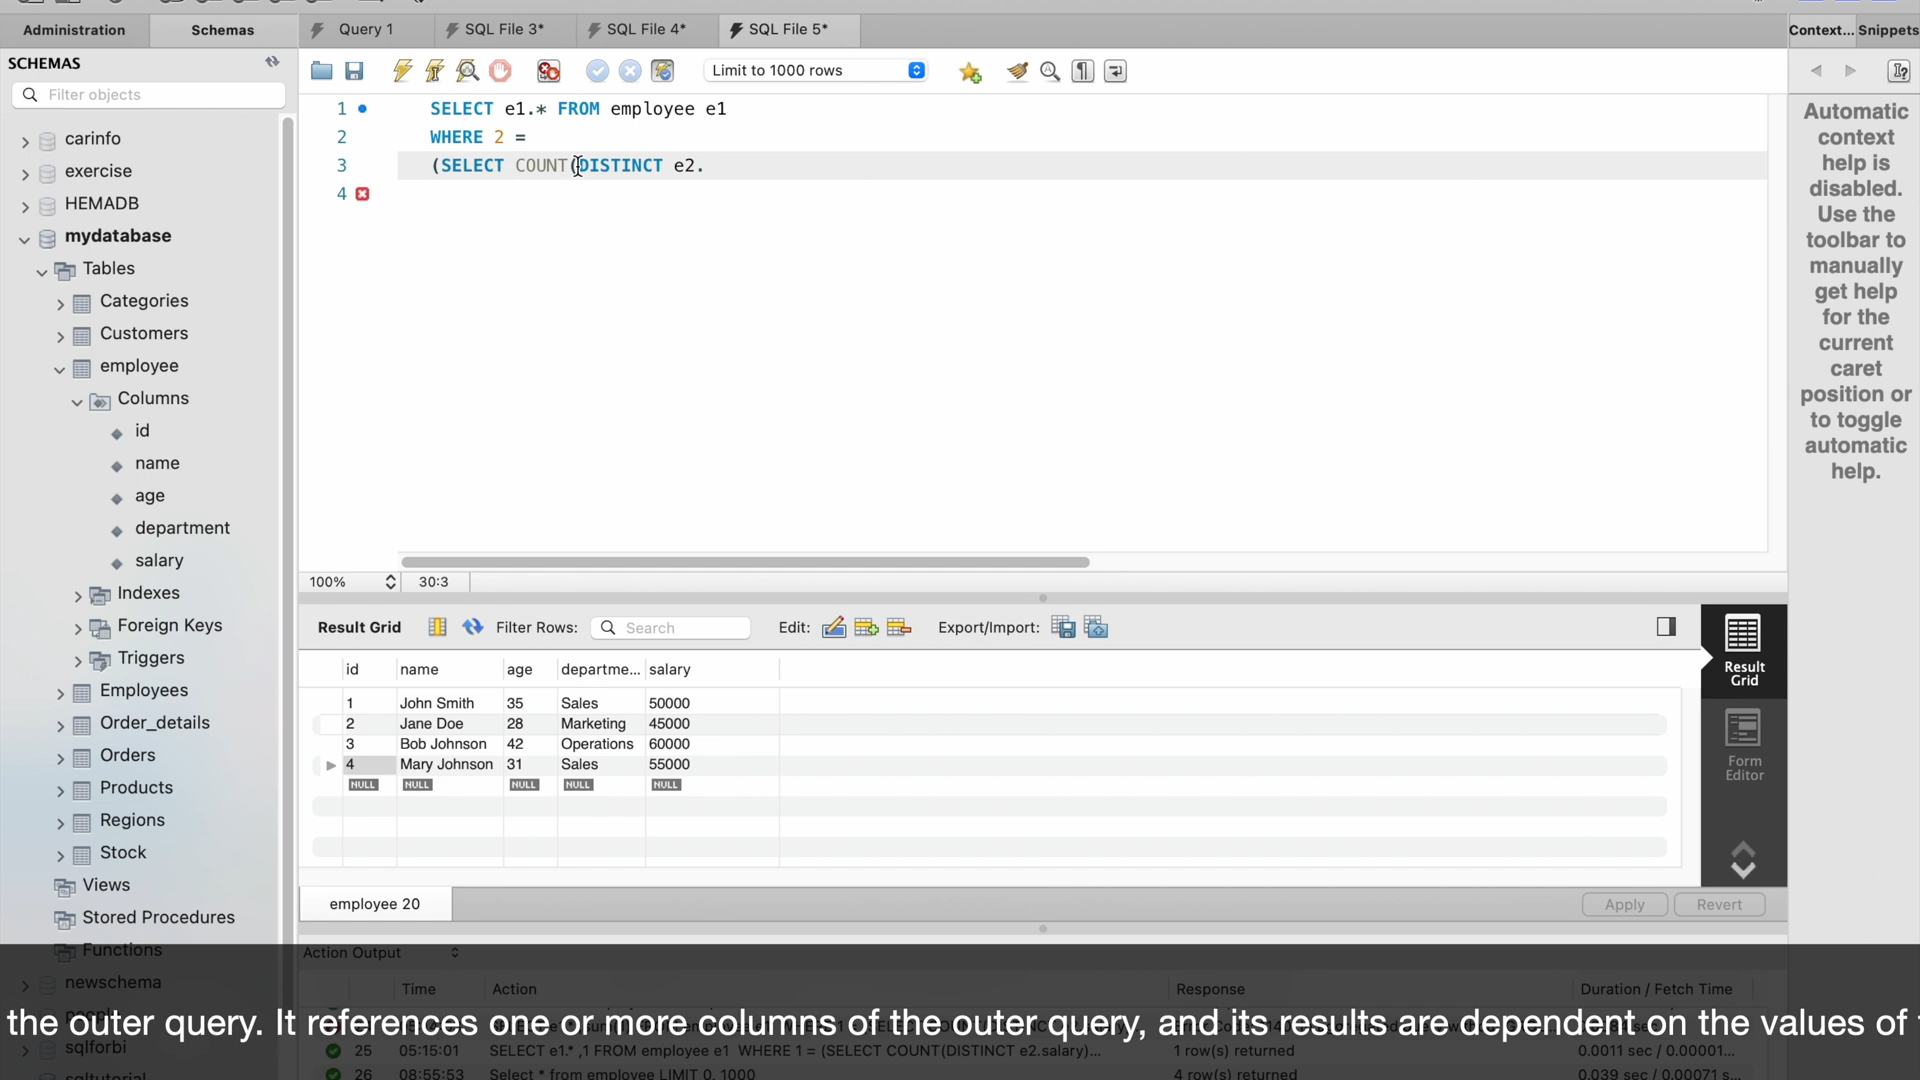 Administration
Schemas
Query 1
SQL File 3*
SQL File 4*
SQL File 5*
Context...
Snippets
SCHEMAS
Filter objects
Limit to 1000 rows
carinfo
exercise
HEMADB
mydatabase
Tables
Categories
Customers
employee
Columns
id
name
age
department
salary
Indexes
Foreign Keys
Triggers
Employees
Order_details
Orders
Products
Regions
Stock
Views
Stored Procedures
Functions
newschema
sqlforbi
sqltutorial
1 SELECT e1.* FROM employee e1
2 WHERE 2 =
3 (SELECT COUNT(DISTINCT e2.
4
Automatic
context
help is
disabled.
Use the
toolbar to
manually
get help
for the
current
caret
position or
to toggle
automatic
help.
100%
30:3
Result Grid
Filter Rows:
Search
Edit:
Export/Import:
id name age departme... salary
1 John Smith 35 Sales 50000
2 Jane Doe 28 Marketing 45000
3 Bob Johnson 42 Operations 60000
4 Mary Johnson 31 Sales 55000
NULL NULL NULL NULL NULL
Result
Grid
Form
Editor
employee 20
Apply
Revert
Action Output
Time Action Response Duration / Fetch Time
the outer query. It references one or more columns of the outer query, and its results are dependent on the values of
25 05:15:01 SELECT e1.* ,1 FROM employee e1 WHERE 1 = (SELECT COUNT(DISTINCT e2.salary)... 1 row(s) returned 0.0011 sec / 0.00001...
26 08:55:53 Select * from employee LIMIT 0, 1000 4 row(s) returned 0.039 sec / 0.00071 s...